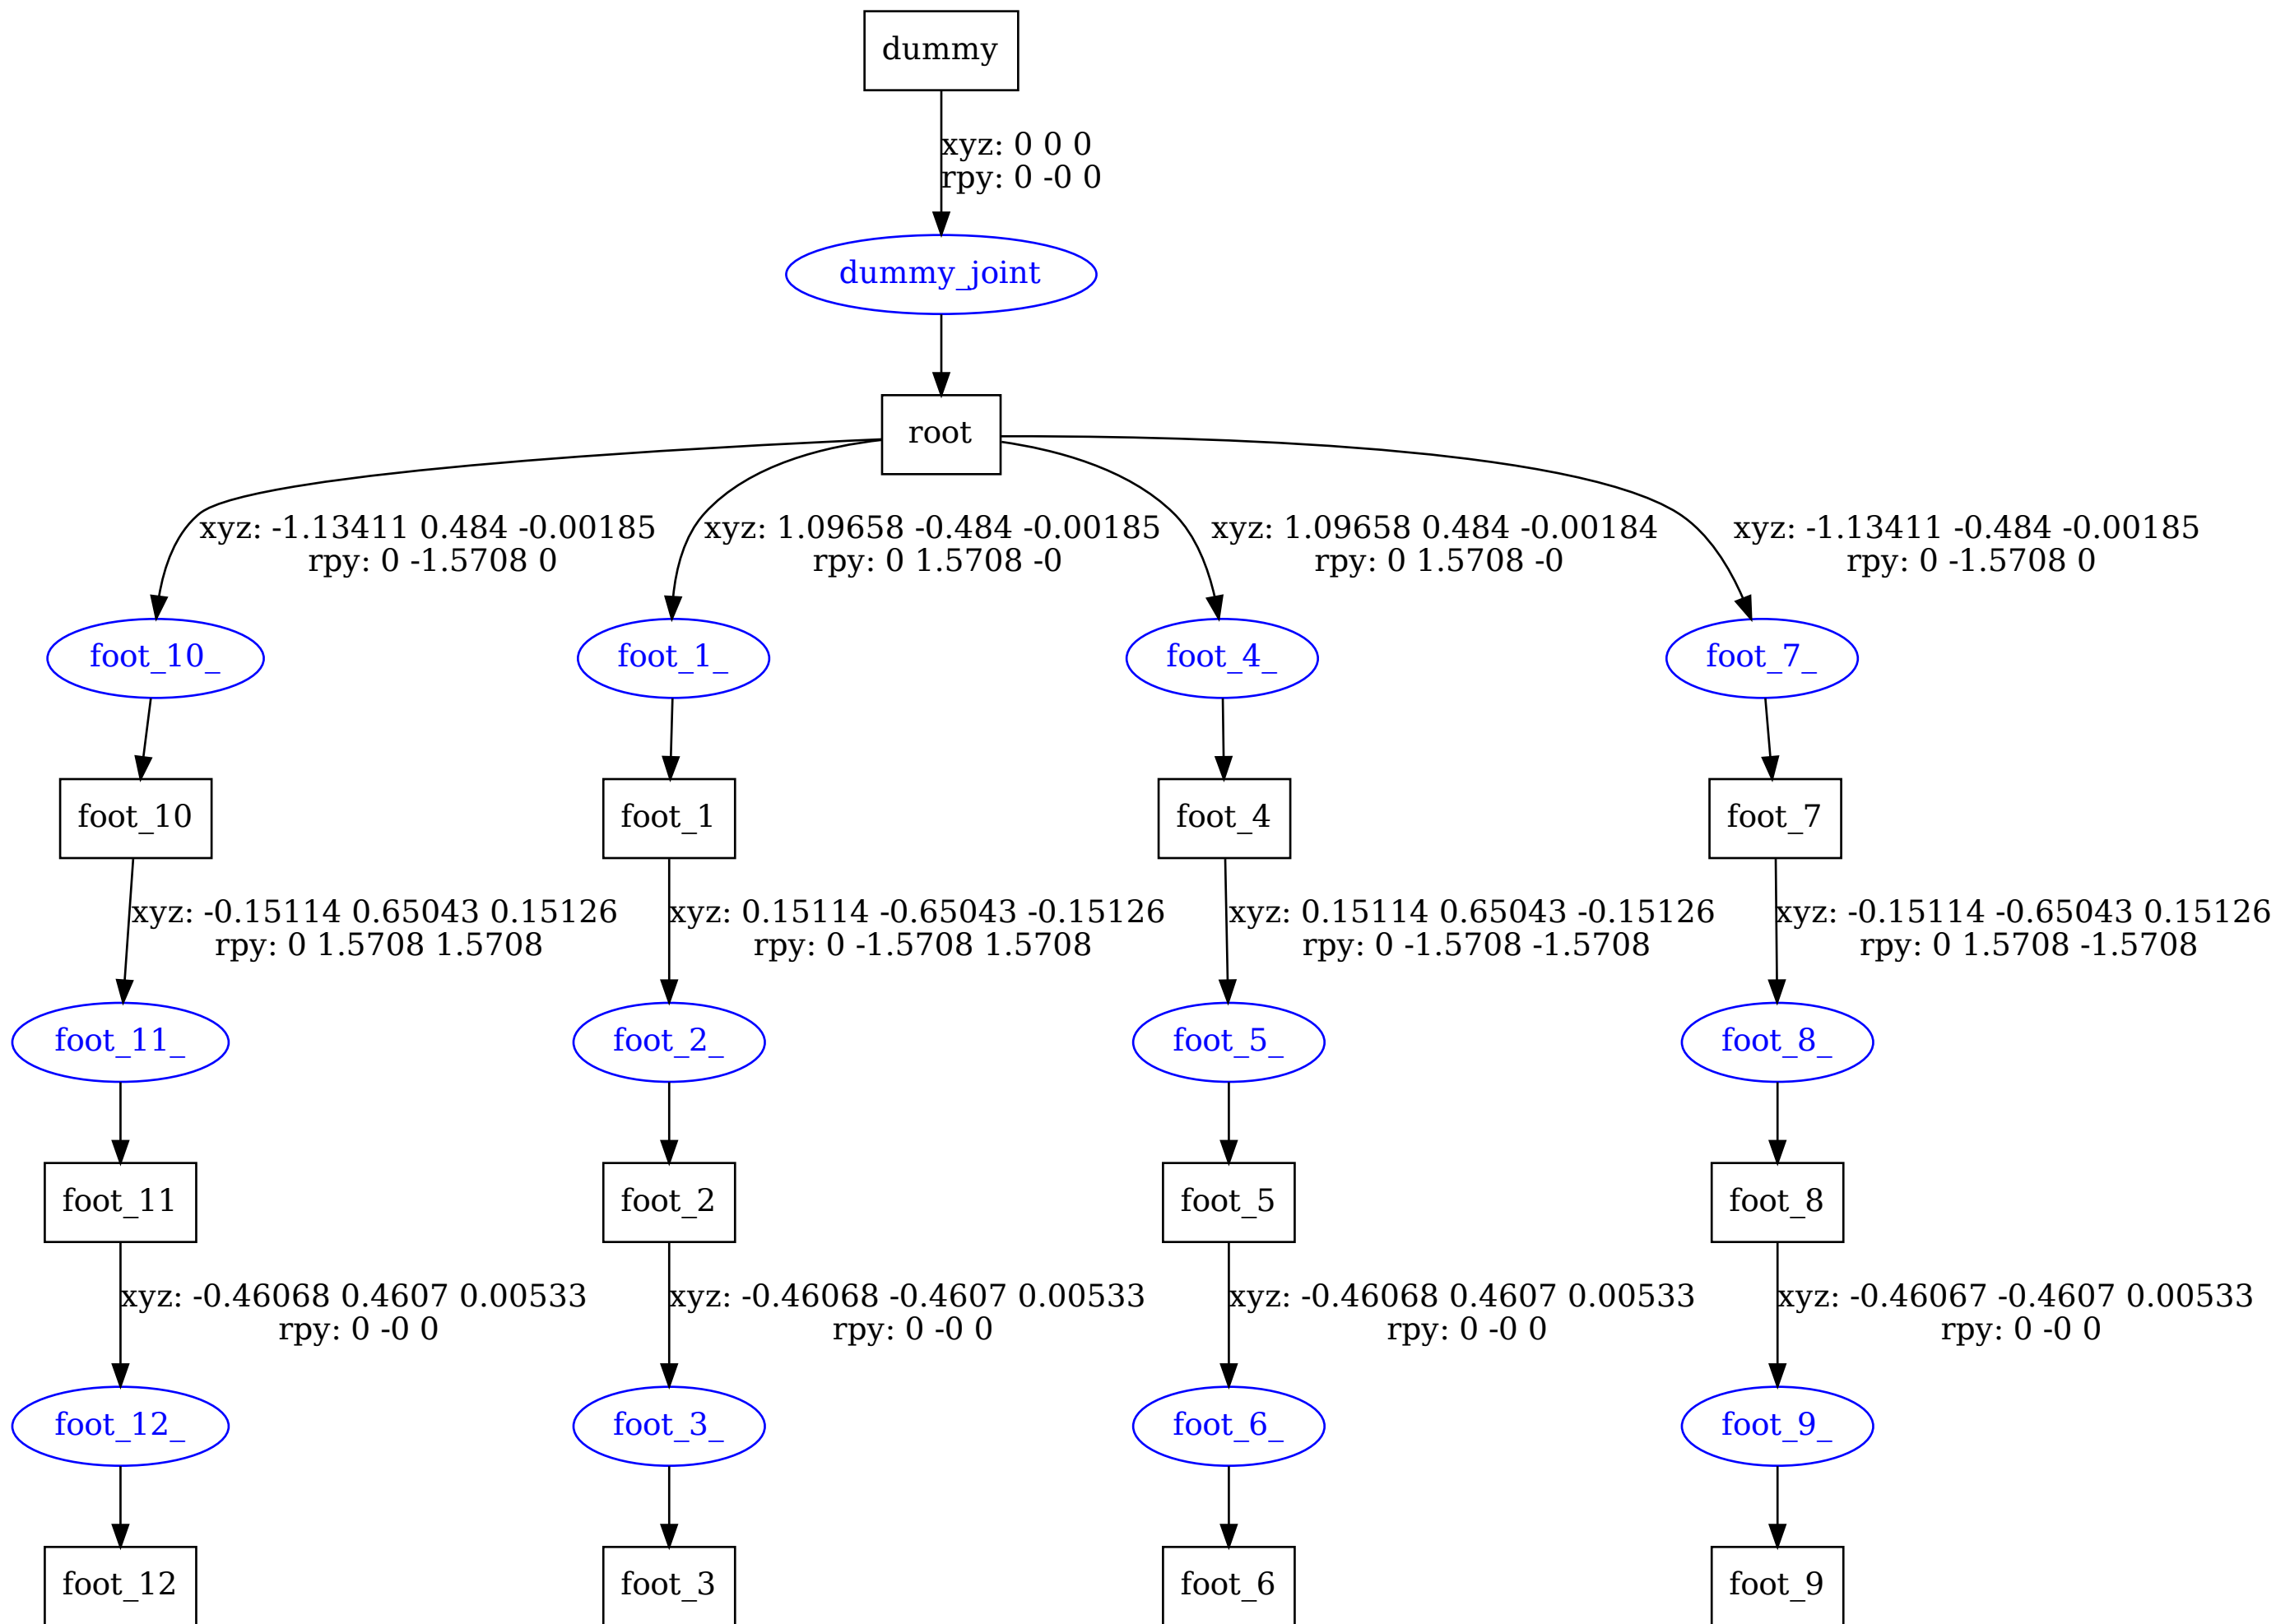 dummy
xyz: 0 0 0
rpy: 0 -0 0
dummy_joint
root
xyz: -1.13411 0.484 -0.00185
rpy: 0 -1.5708 0
xyz: 1.09658 -0.484 -0.00185
rpy: 0 1.5708 -0
xyz: 1.09658 0.484 -0.00184
rpy: 0 1.5708 -0
xyz: -1.13411 -0.484 -0.00185
rpy: 0 -1.5708 0
foot_10_
foot_1_
foot_4_
foot_7_
foot_10
foot_1
foot_4
foot_7
xyz: -0.15114 0.65043 0.15126
rpy: 0 1.5708 1.5708
xyz: 0.15114 -0.65043 -0.15126
rpy: 0 -1.5708 1.5708
xyz: 0.15114 0.65043 -0.15126
rpy: 0 -1.5708 -1.5708
xyz: -0.15114 -0.65043 0.15126
rpy: 0 1.5708 -1.5708
foot_11_
foot_2_
foot_5_
foot_8_
foot_11
foot_2
foot_5
foot_8
xyz: -0.46068 0.4607 0.00533
rpy: 0 -0 0
xyz: -0.46068 -0.4607 0.00533
rpy: 0 -0 0
xyz: -0.46068 0.4607 0.00533
rpy: 0 -0 0
xyz: -0.46067 -0.4607 0.00533
rpy: 0 -0 0
foot_12_
foot_3_
foot_6_
foot_9_
foot_12
foot_3
foot_6
foot_9